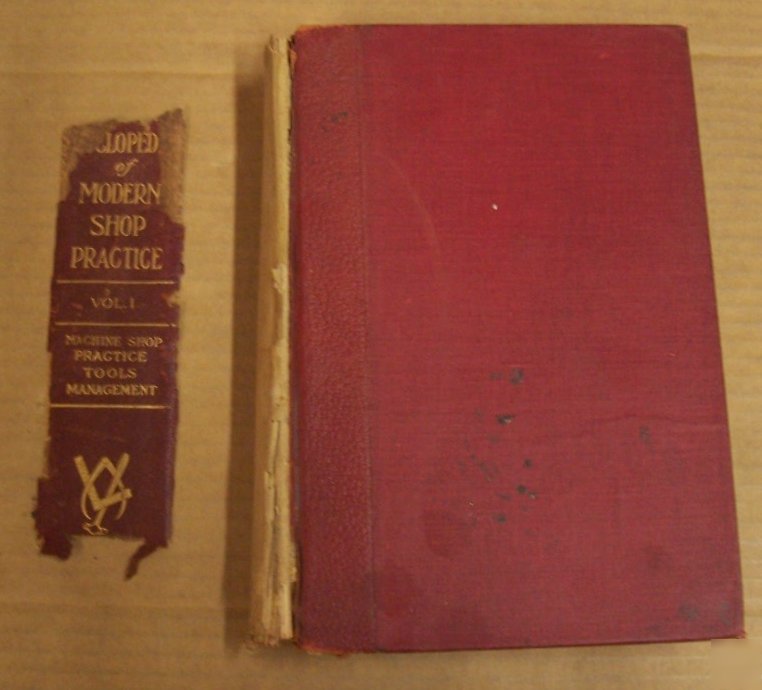 CLOPED
of
MODERN
SHOP
PRACTICE
VOL. I
MACHINE SHOP
PRACTICE
TOOLS
MANAGEMENT